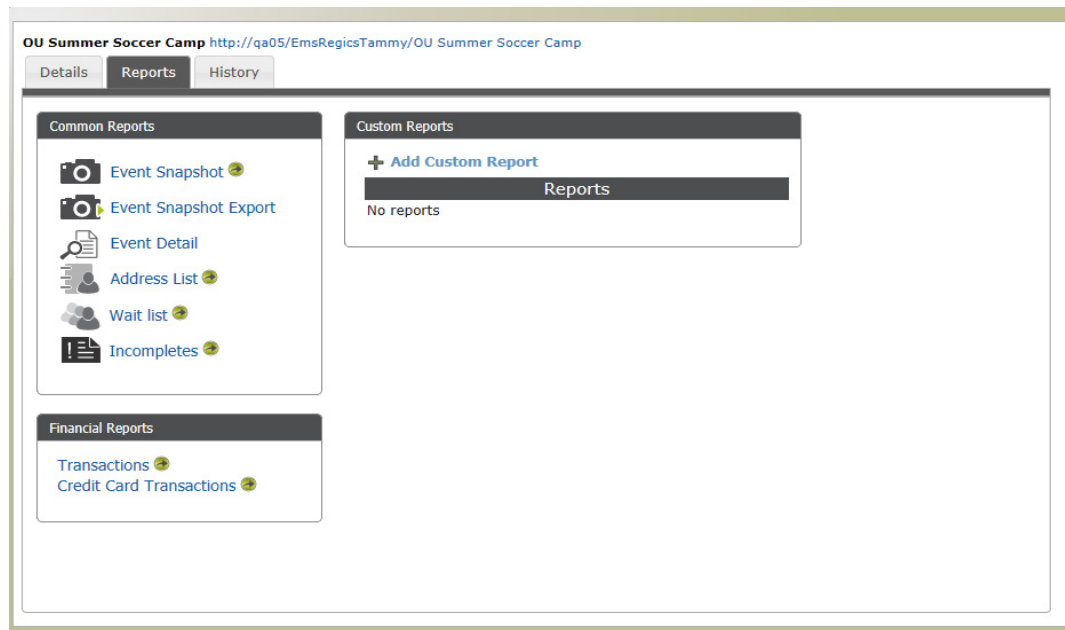 OU Summer Soccer Camp http://qa05/EmsRegicsTammy/OU Summer Soccer Camp
Details Reports History
Common Reports
Event Snapshot
Event Snapshot Export
Event Detail
Address List
Wait list
Incompletes
Custom Reports
Add Custom Report
Reports
No reports
Financial Reports
Transactions
Credit Card Transactions